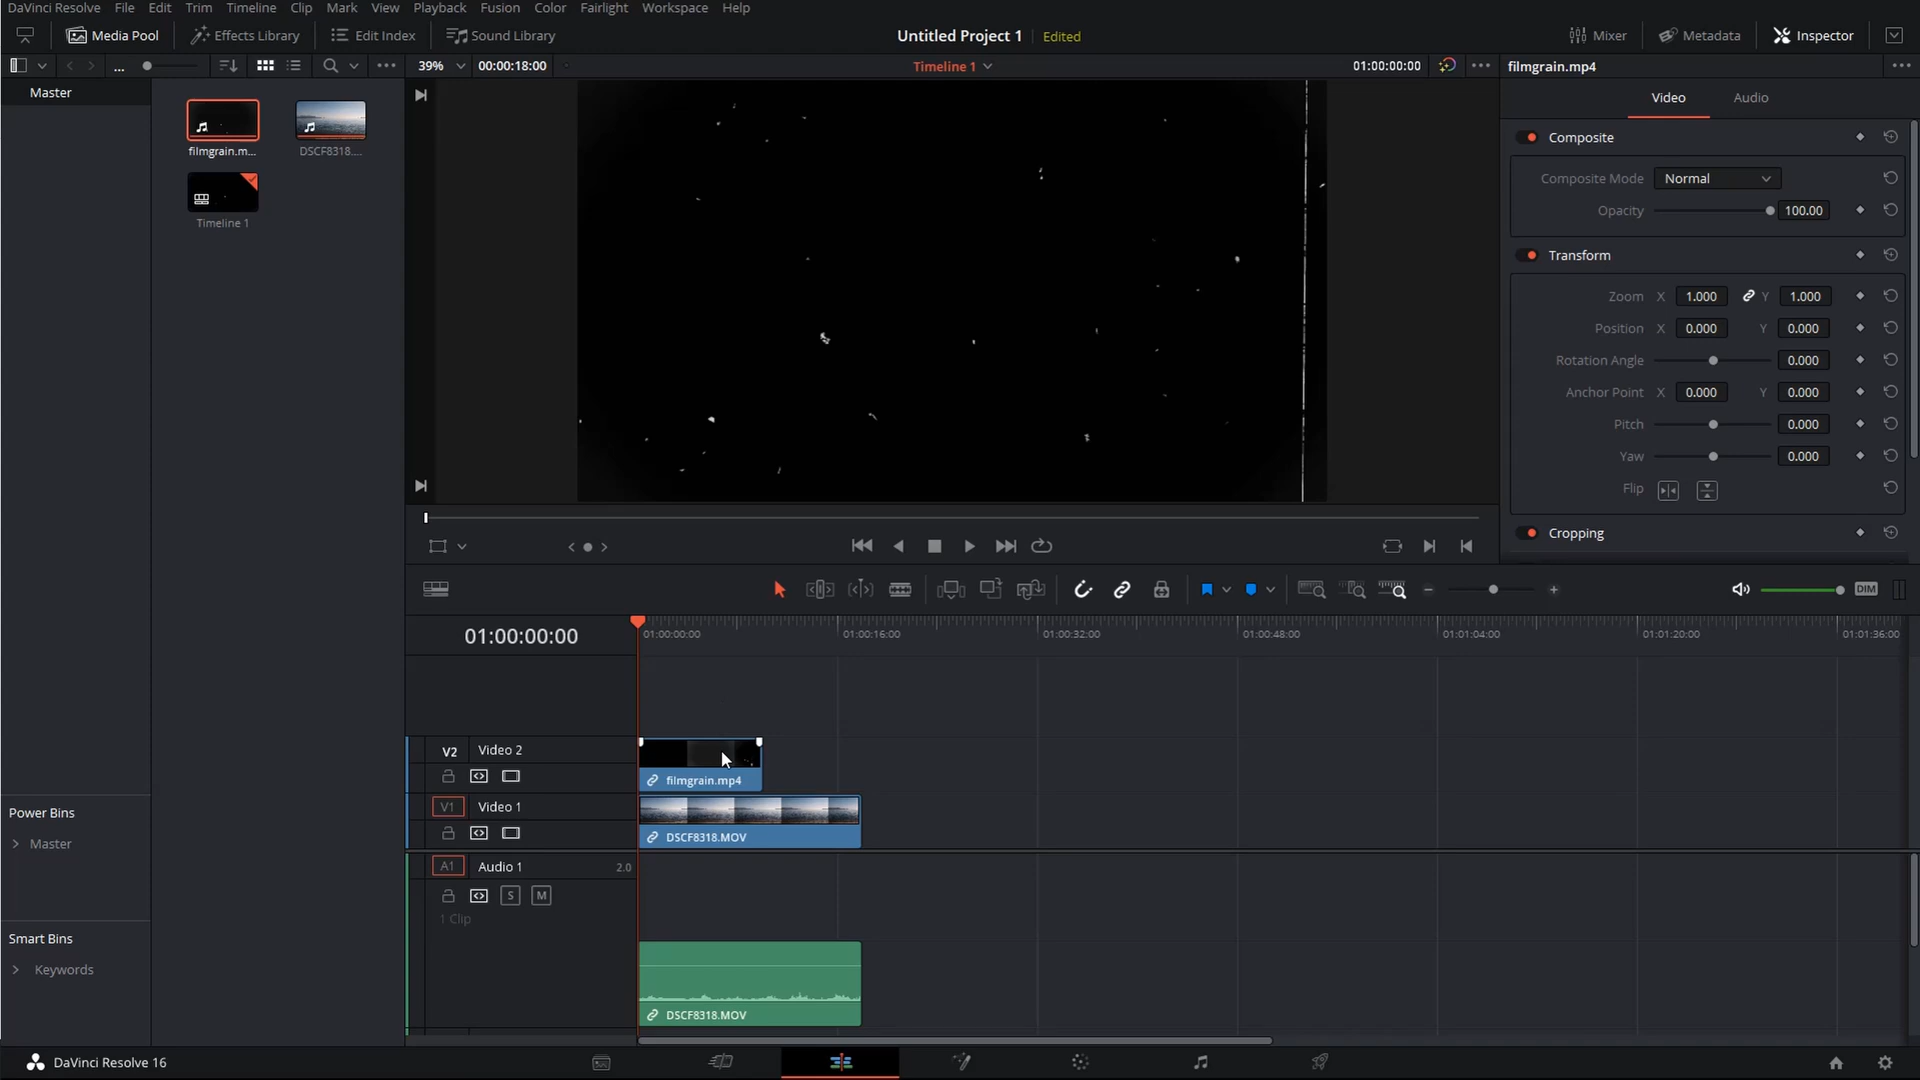 DaVinci Resolve File Edit Trim Timeline Clip Mark View Playback Fusion Color Fairlight Workspace Help
Media Pool Effects Library Edit Index Sound Library Untitled Project 1 Edited Mixer Metadata Inspector
... 39% 00:00:18:00 Timeline 1 01:00:00:00 filmgrain.mp4
Master
Video Audio
filmgrain.m... DSCF8318....
Timeline 1
Composite
Composite Mode Normal
Opacity 100.00
Transform
Zoom X 1.000 Y 1.000
Position X 0.000 Y 0.000
Rotation Angle 0.000
Anchor Point X 0.000 Y 0.000
Pitch 0.000
Yaw 0.000
Flip
Cropping
DIM
01:00:00:00
01:00:00:00 01:00:16:00 01:00:32:00 01:00:48:00 01:01:04:00 01:01:20:00 01:01:36:00
V2 Video 2
filmgrain.mp4
V1 Video 1
DSCF8318.MOV
A1 Audio 1 2.0
S M
1 Clip
DSCF8318.MOV
Power Bins
Master
Smart Bins
Keywords
DaVinci Resolve 16